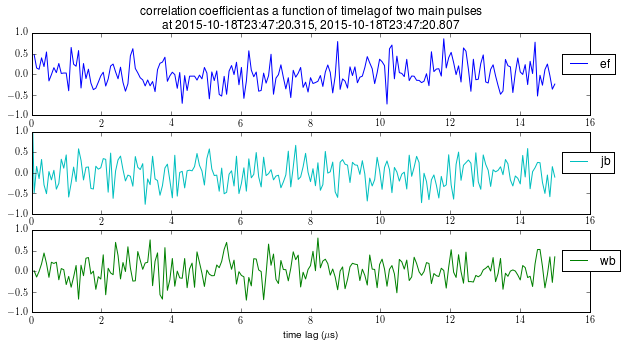 correlation coefficient as a function of timelag of two main pulses
at 2015-10-18T23:47:20.315, 2015-10-18T23:47:20.807
1.0
0.5
0.0
−0.5
−1.0
0 2 4 6 8 10 12 14 16
ef
1.0
0.5
0.0
−0.5
−1.0
0 2 4 6 8 10 12 14 16
jb
1.0
0.5
0.0
−0.5
−1.0
0 2 4 6 8 10 12 14 16
wb
time lag (μs)